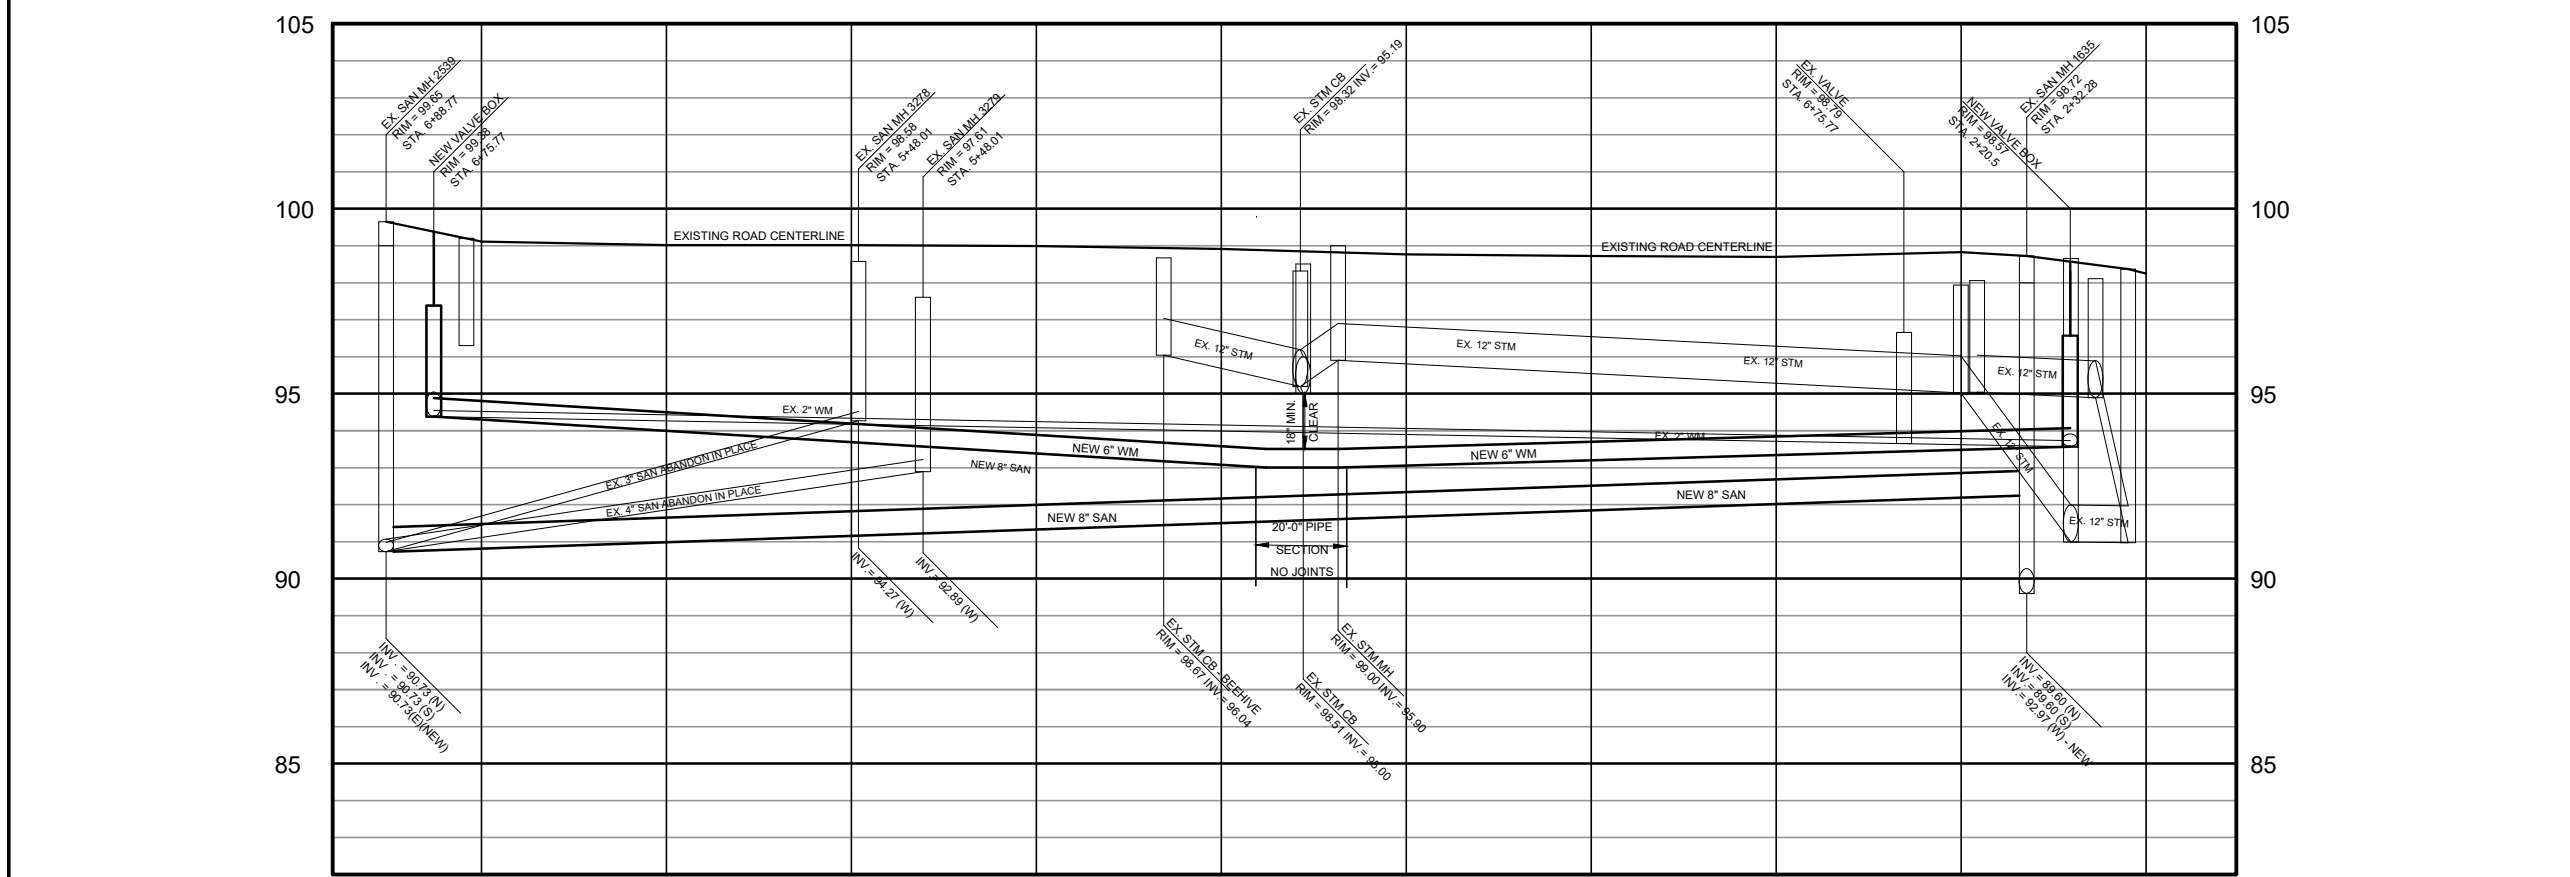 105
105
EX. SAN MH 2539
RIM = 99.65
STA. 6+88.77
NEW VALVE BOX
RIM = 99.38
STA. 6+75.77
EX. SAN MH 3278
RIM = 98.58
STA. 5+48.01
EX. SAN MH 3279
RIM = 97.61
STA. 5+48.01
EX. STM CB
RIM = 98.32 INV.= 95.19
EX. VALVE
RIM = 98.79
STA. 6+75.77
NEW VALVE BOX
RIM = 98.57
STA. 2+20.5
EX. SAN MH 1635
RIM = 98.72
STA. 2+32.28
100
100
EXISTING ROAD CENTERLINE
EXISTING ROAD CENTERLINE
EX. 12" STM
EX. 12" STM
EX. 12" STM
EX. 12" STM
95
95
EX. 2" WM
18" MIN.
CLEAR
EX. 2" WM
EX. 12" STM
NEW 6" WM
NEW 6" WM
EX. 3" SAN ABANDON IN PLACE
NEW 8" SAN
EX. 4" SAN ABANDON IN PLACE
NEW 8" SAN
NEW 8" SAN
EX. 12" STM
20'-0" PIPE
SECTION
NO JOINTS
90
90
INV.= 94.27 (W)
INV.= 92.89 (W)
INV . = 90.73 (N)
INV . = 90.73 (S)
INV . = 90.73(E)(NEW)
EX. STM CB - BEEHIVE
RIM = 98.67 INV.= 96.04
EX. STM MH
RIM = 99.00 INV.= 95.90
EX. STM CB
RIM = 98.51 INV.= 95.00
INV.= 89.60 (N)
INV.= 89.60 (S)
INV.= 92.97 (W) - NEW
85
85